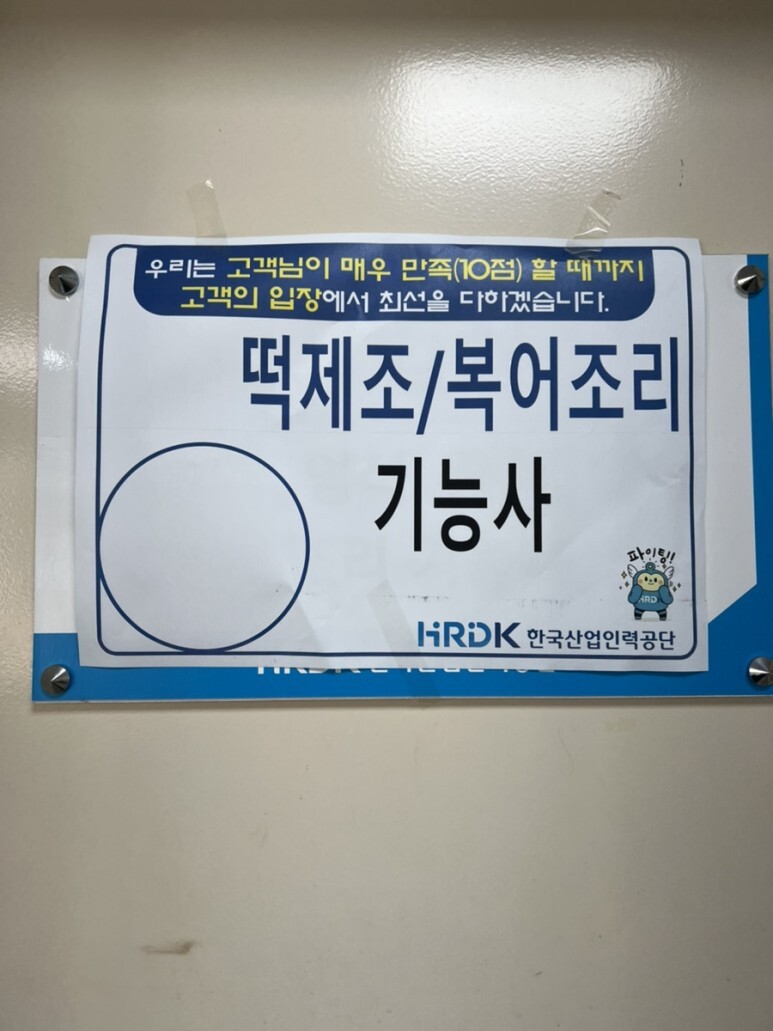 우리는 고객님이 매우 만족(10점) 할 때까지
고객의 입장에서 최선을 다하겠습니다.
떡제조/복어조리
기능사
파이팅!
HRD
HRDK 한국산업인력공단
HRDK